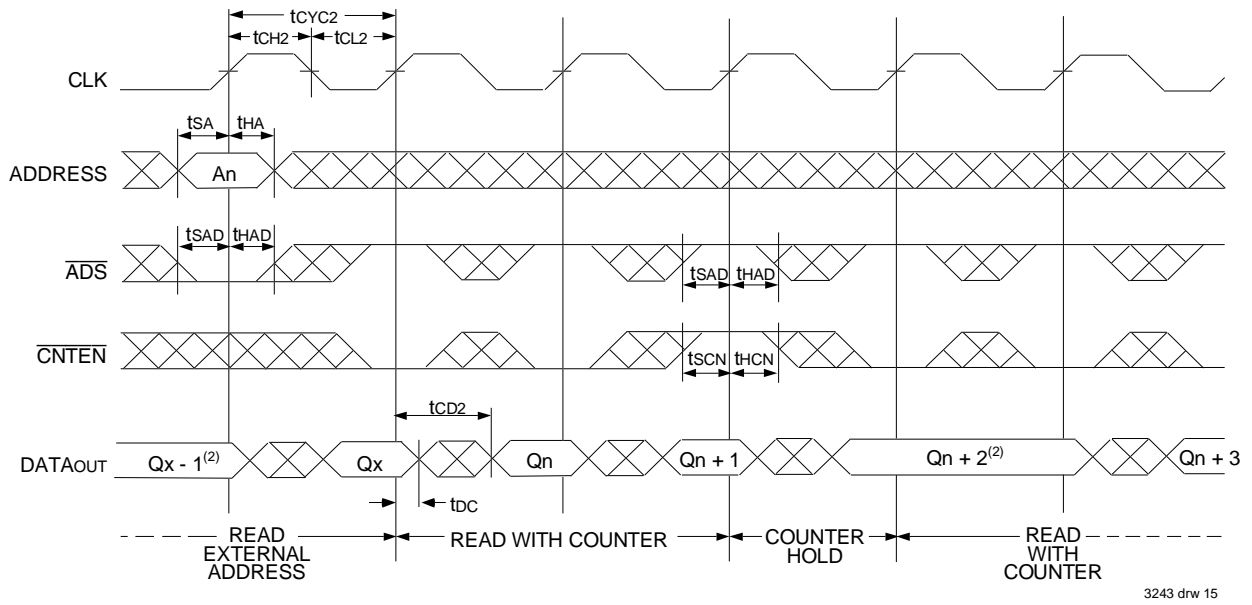 tCYC2
tCH2 tCL2
CLK
tSA tHA
ADDRESS An
tSAD tHAD
ADS
tSAD tHAD
CNTEN
tSCN tHCN
tCD2
DATAOUT Qx - 1(2) Qx Qn Qn + 1 Qn + 2(2) Qn + 3
tDC
READ EXTERNAL ADDRESS
READ WITH COUNTER
COUNTER HOLD
READ WITH COUNTER
3243 drw 15